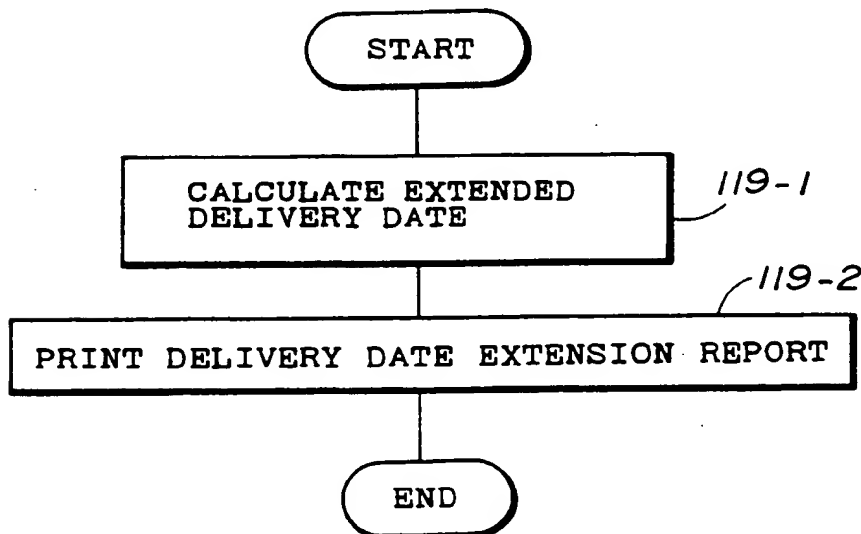 START
CALCULATE EXTENDED
DELIVERY DATE
119-1
119-2
PRINT DELIVERY DATE EXTENSION REPORT
END